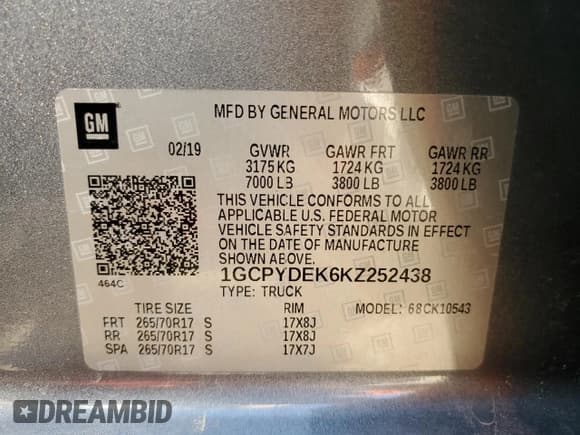 GM
MFD BY GENERAL MOTORS LLC
02/19 GVWR GAWR FRT GAWR RR
3175 KG 1724 KG 1724 KG
7000 LB 3800 LB 3800 LB
THIS VEHICLE CONFORMS TO ALL
APPLICABLE U.S. FEDERAL MOTOR
VEHICLE SAFETY STANDARDS IN EFFECT
ON THE DATE OF MANUFACTURE
SHOWN ABOVE.
464C
1GCPYDEK6KZ252438
TYPE: TRUCK MODEL: 68CK10543
TIRE SIZE RIM
FRT 265/70R17 S 17X8J
RR 265/70R17 S 17X8J
SPA 265/70R17 S 17X7J
DREAMBID